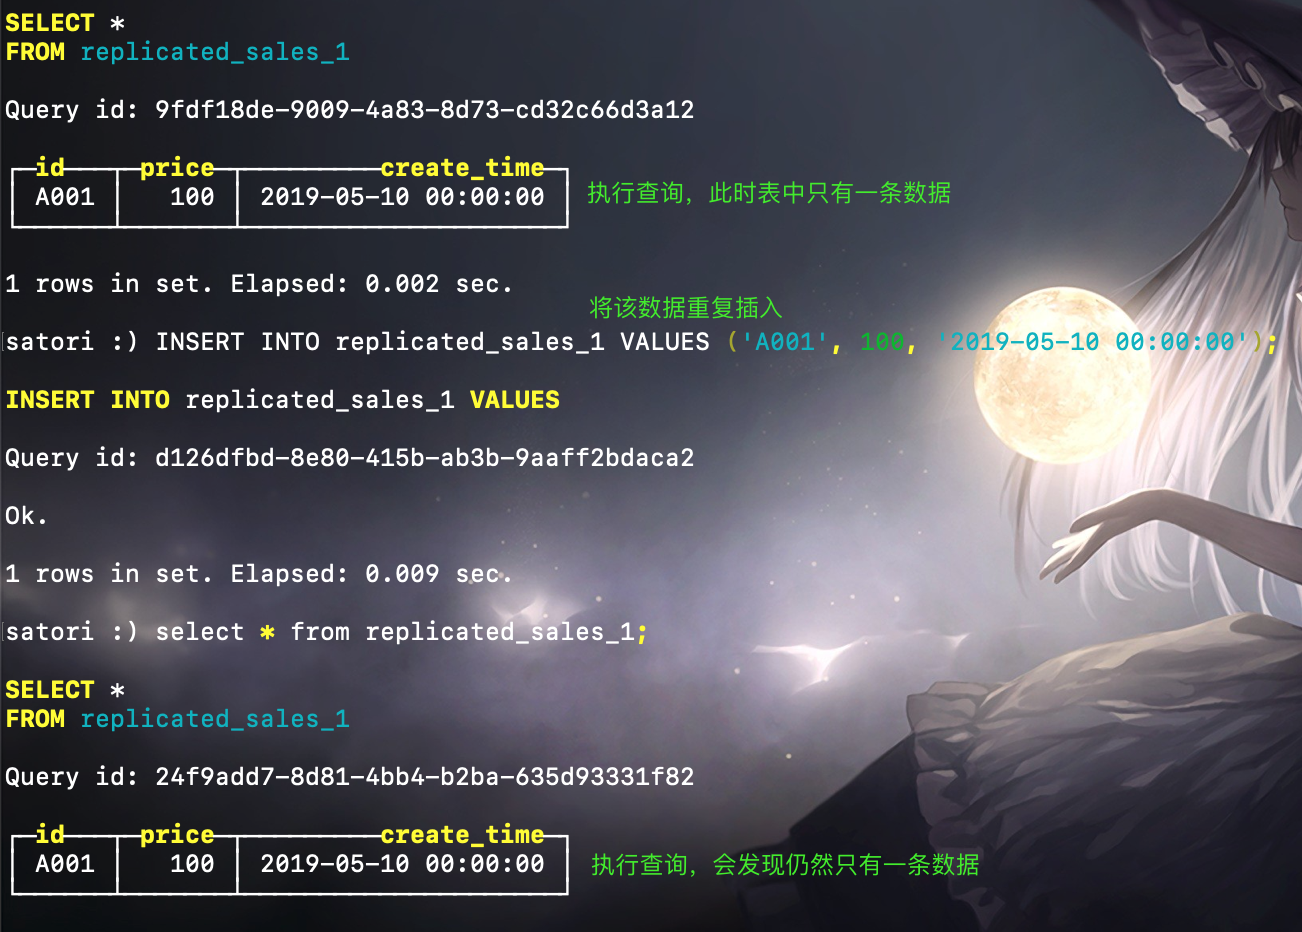 SELECT *
FROM replicated_sales_1
Query id: 9fdf18de-9009-4a83-8d73-cd32c66d3a12
id price create_time
A001 100 2019-05-10 00:00:00 执行查询，此时表中只有一条数据
1 rows in set. Elapsed: 0.002 sec.
将该数据重复插入
satori :) INSERT INTO replicated_sales_1 VALUES ('A001', 100, '2019-05-10 00:00:00');
INSERT INTO replicated_sales_1 VALUES
Query id: d126dfbd-8e80-415b-ab3b-9aaff2bdaca2
Ok.
1 rows in set. Elapsed: 0.009 sec.
satori :) select * from replicated_sales_1;
SELECT *
FROM replicated_sales_1
Query id: 24f9add7-8d81-4bb4-b2ba-635d93331f82
id price create_time
A001 100 2019-05-10 00:00:00 执行查询，会发现仍然只有一条数据